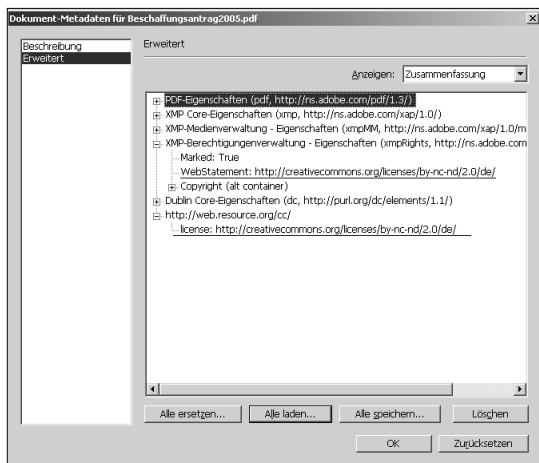 Dokument-Metadaten für Beschaffungsantrag2005.pdf
Beschreibung
Erweitert
Erweitert
Anzeigen: Zusammenfassung
PDF-Eigenschaften (pdf, http://ns.adobe.com/pdf/1.3/)
XMP Core-Eigenschaften (xmp, http://ns.adobe.com/xap/1.0/)
XMP-Medienverwaltung - Eigenschaften (xmpMM, http://ns.adobe.com/xap/1.0/m
XMP-Berechtigungenverwaltung - Eigenschaften (xmpRights, http://ns.adobe.com
Marked: True
WebStatement: http://creativecommons.org/licenses/by-nc-nd/2.0/de/
Copyright (alt container)
Dublin Core-Eigenschaften (dc, http://purl.org/dc/elements/1.1/)
http://web.resource.org/cc/
license: http://creativecommons.org/licenses/by-nc-nd/2.0/de/
Alle ersetzen... Alle laden... Alle speichern... Löschen
OK Zurücksetzen